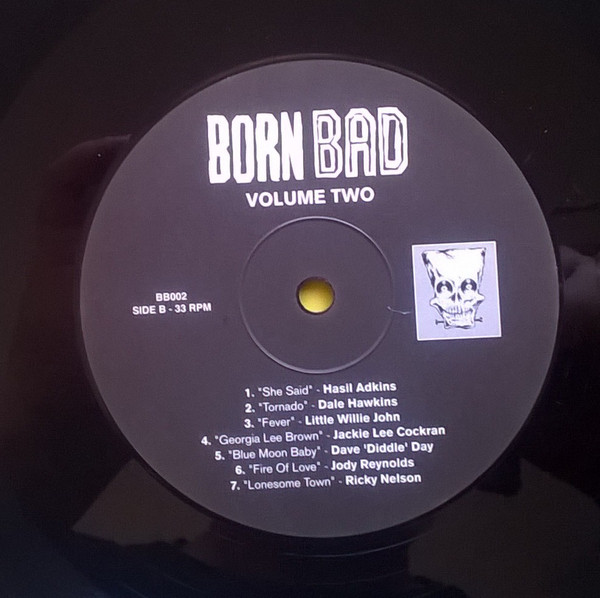 BORN BAD
VOLUME TWO
BB002
SIDE B - 33 RPM
1. "She Said" - Hasil Adkins
2. "Tornado" - Dale Hawkins
3. "Fever" - Little Willie John
4. "Georgia Lee Brown" - Jackie Lee Cockran
5. "Blue Moon Baby" - Dave 'Diddle' Day
6. "Fire Of Love" - Jody Reynolds
7. "Lonesome Town" - Ricky Nelson